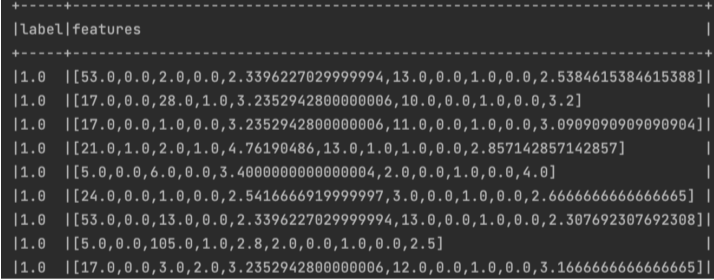 +-----+--------------------------------------------------------------------+
|label|features                                                            |
+-----+--------------------------------------------------------------------+
|1.0  |[53.0,0.0,2.0,0.0,2.3396227029999994,13.0,0.0,1.0,0.0,2.5384615384615388]|
|1.0  |[17.0,0.0,28.0,1.0,3.2352942800000006,10.0,0.0,1.0,0.0,3.2]         |
|1.0  |[17.0,0.0,1.0,0.0,3.2352942800000006,11.0,0.0,1.0,0.0,3.0909090909090904]|
|1.0  |[21.0,1.0,2.0,1.0,4.76190486,13.0,1.0,1.0,0.0,2.857142857142857]    |
|1.0  |[5.0,0.0,6.0,0.0,3.4000000000000004,2.0,0.0,1.0,0.0,4.0]            |
|1.0  |[24.0,0.0,1.0,0.0,2.5416666919999997,3.0,0.0,1.0,0.0,2.6666666666666665] |
|1.0  |[53.0,0.0,13.0,0.0,2.3396227029999994,13.0,0.0,1.0,0.0,2.307692307692308]|
|1.0  |[5.0,0.0,105.0,1.0,2.8,2.0,0.0,1.0,0.0,2.5]                         |
|1.0  |[17.0,0.0,3.0,2.0,3.2352942800000006,12.0,0.0,1.0,0.0,3.1666666666666665]|